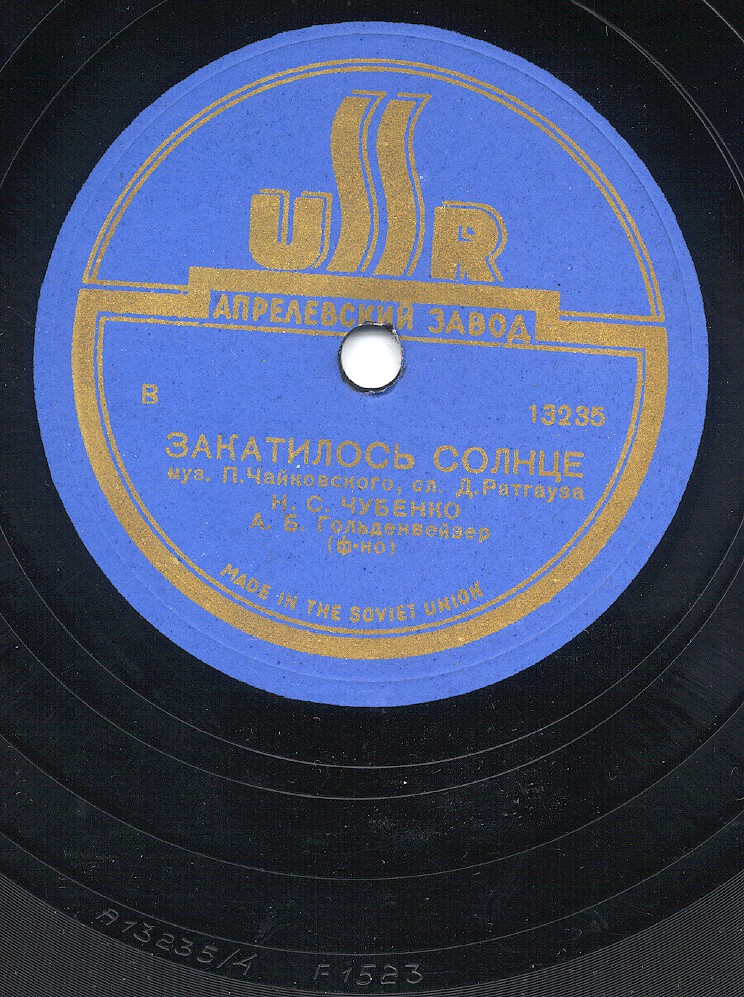 USSR
АПРЕЛЕВСКИЙ ЗАВОД
В 13235
ЗАКАТИЛОСЬ СОЛНЦЕ
муз. П.Чайковского, сл. Д.Ратгауза
Н. С. ЧУБЕНКО
А. Б. Гольденвейзер
(ф-но)
MADE IN THE SOVIET UNION
A13235/4 F1523